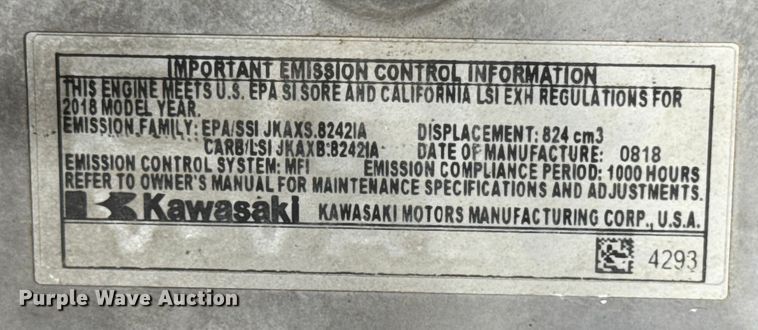 IMPORTANT EMISSION CONTROL INFORMATION
THIS ENGINE MEETS U.S. EPA SI SORE AND CALIFORNIA LSI EXH REGULATIONS FOR
2018 MODEL YEAR.
EMISSION FAMILY: EPA/SSI JKAXS.8242IA DISPLACEMENT: 824 cm3
CARB/LSI JKAXB.8242IA DATE OF MANUFACTURE: 0818
EMISSION CONTROL SYSTEM: MFI EMISSION COMPLIANCE PERIOD: 1000 HOURS
REFER TO OWNER'S MANUAL FOR MAINTENANCE SPECIFICATIONS AND ADJUSTMENTS.
Kawasaki KAWASAKI MOTORS MANUFACTURING CORP., U.S.A.
4293
Purple Wave Auction